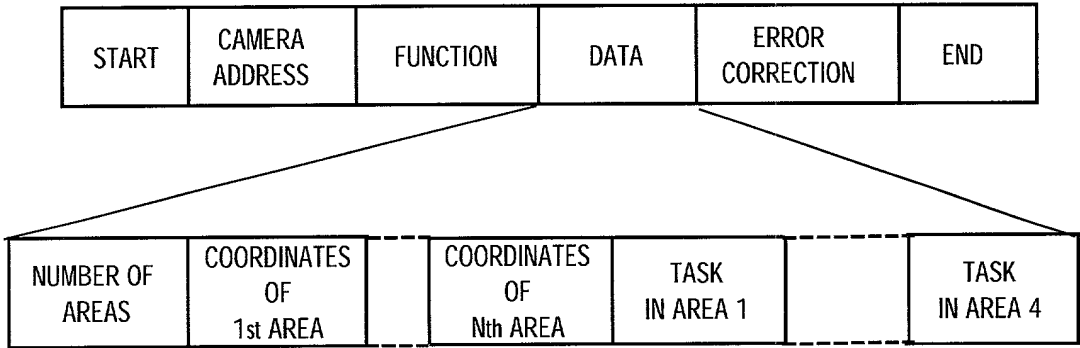 START
CAMERA
ADDRESS
FUNCTION
DATA
ERROR
CORRECTION
END
NUMBER OF
AREAS
COORDINATES
OF
1st AREA
COORDINATES
OF
Nth AREA
TASK
IN AREA 1
TASK
IN AREA 4